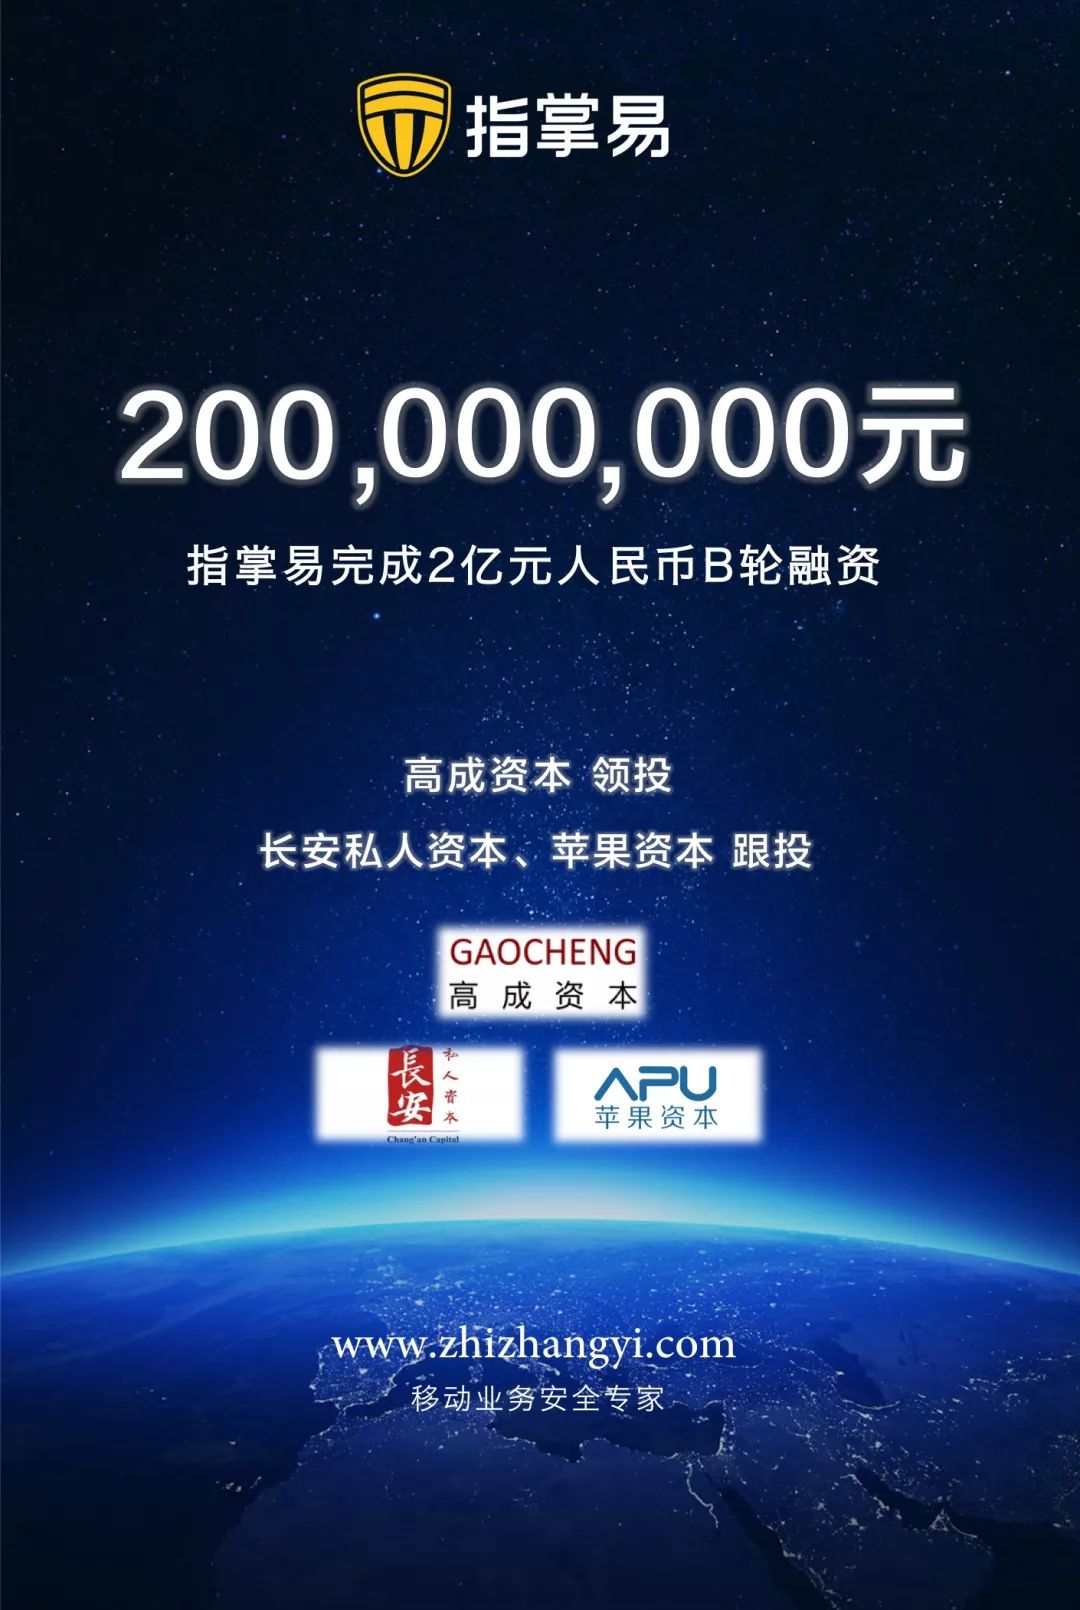 指掌易
200,000,000元
指掌易完成2亿元人民币B轮融资
高成资本 领投
长安私人资本、苹果资本 跟投
GAOCHENG
高成资本
長安
私人资本
Chang'an Capital
APU
苹果资本
www.zhizhangyi.com
移动业务安全专家